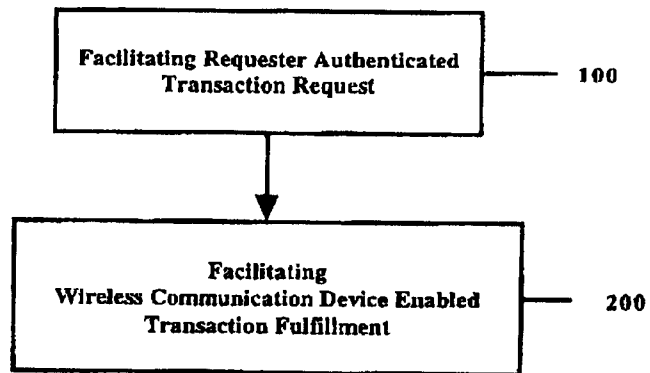 Facilitating Requester Authenticated
Transaction Request
100
Facilitating
Wireless Communication Device Enabled
Transaction Fulfillment
200